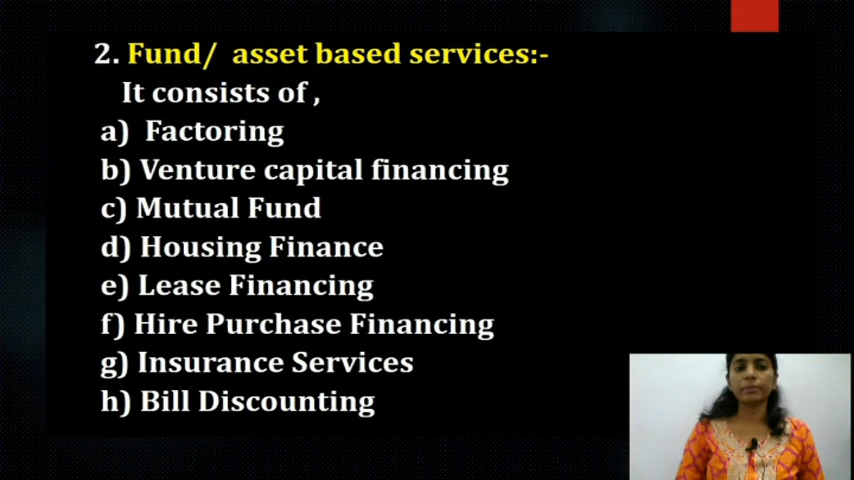 2. Fund/ asset based services:-
It consists of ,
a) Factoring
b) Venture capital financing
c) Mutual Fund
d) Housing Finance
e) Lease Financing
f) Hire Purchase Financing
g) Insurance Services
h) Bill Discounting